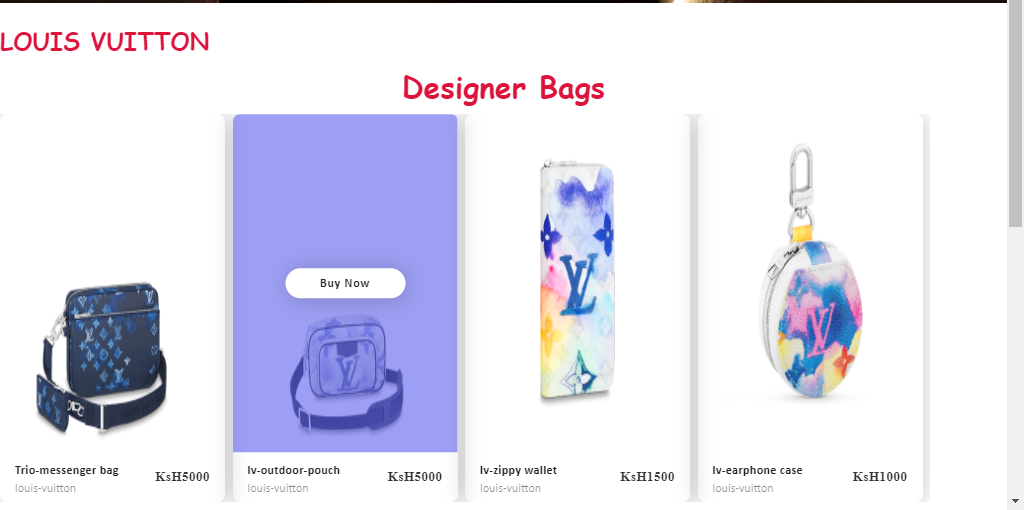 LOUIS VUITTON
Designer Bags
Buy Now
Trio-messenger bag
louis-vuitton
KsH5000
lv-outdoor-pouch
louis-vuitton
KsH5000
lv-zippy wallet
louis-vuitton
KsH1500
lv-earphone case
louis-vuitton
KsH1000